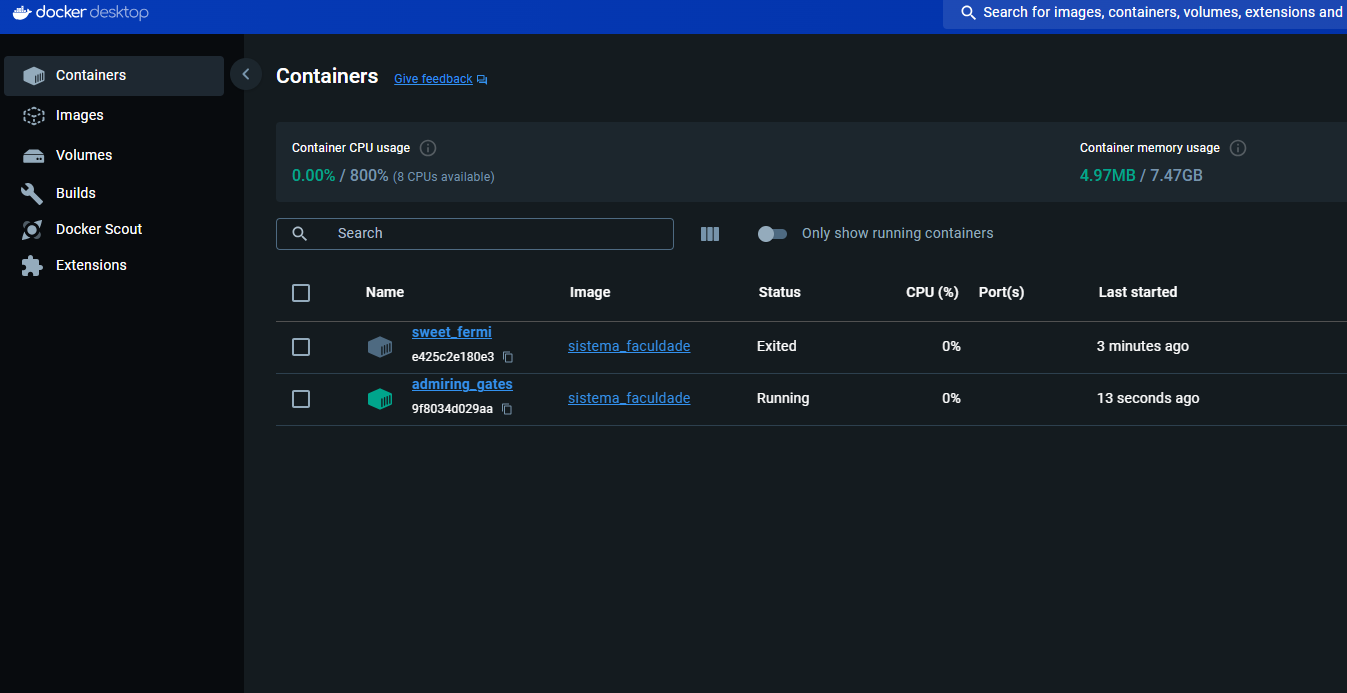 docker desktop
Search for images, containers, volumes, extensions and
Containers
Images
Volumes
Builds
Docker Scout
Extensions
Containers Give feedback
Container CPU usage
0.00% / 800% (8 CPUs available)
Container memory usage
4.97MB / 7.47GB
Search
Only show running containers
Name Image Status CPU (%) Port(s) Last started
sweet_fermi
e425c2e180e3
sistema_faculdade Exited 0% 3 minutes ago
admiring_gates
9f8034d029aa
sistema_faculdade Running 0% 13 seconds ago